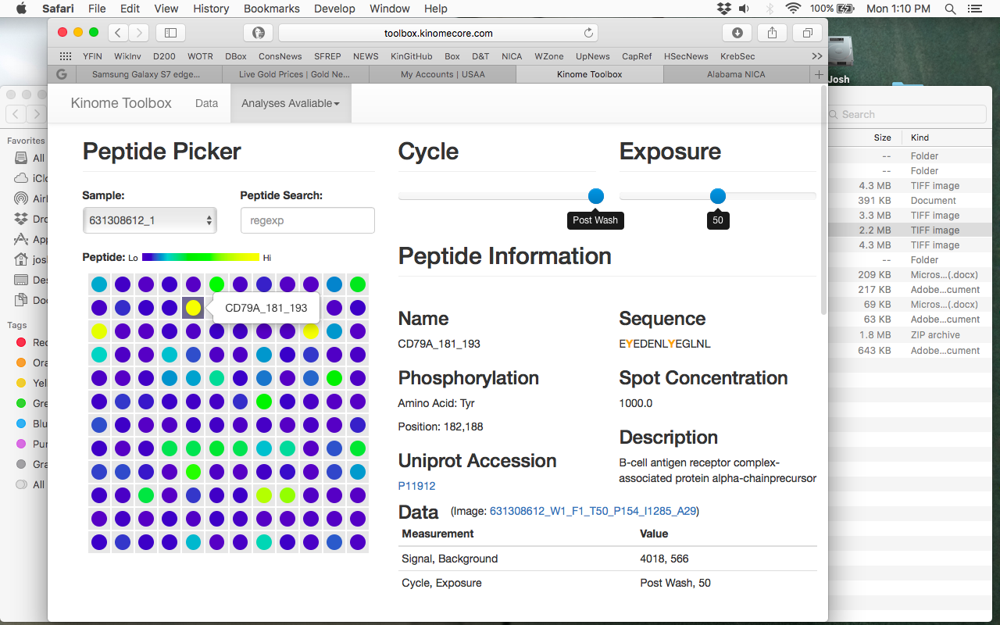 Safari File Edit View History Bookmarks Develop Window Help 100% Mon 1:10 PM
toolbox.kinomecore.com
YFIN WikInv D200 WOTR DBox ConsNews SFREP NEWS KinGitHub Box D&T NICA WZone UpNews CapRef HSecNews KrebSec >>
G Samsung Galaxy S7 edge... Live Gold Prices | Gold Ne... My Accounts | USAA Kinome Toolbox Alabama NICA +
Josh
Kinome Toolbox Data Analyses Avaliable
Search
Favorites
All
iClo
Airl
Dro
App
josl
Des
Doc
Tags
Rec
Ora
Yell
Gre
Blu
Pur
Gra
All
Peptide Picker
Sample: Peptide Search:
631308612_1 regexp
Peptide: Lo Hi
CD79A_181_193
Cycle
Post Wash
Exposure
50
Peptide Information
Name
CD79A_181_193
Sequence
EYEDENLYEGLNL
Phosphorylation
Amino Acid: Tyr
Position: 182,188
Spot Concentration
1000.0
Uniprot Accession
P11912
Description
B-cell antigen receptor complex-
associated protein alpha-chainprecursor
Data (Image: 631308612_W1_F1_T50_P154_I1285_A29)
Measurement Value
Signal, Background 4018, 566
Cycle, Exposure Post Wash, 50
Size Kind
-- Folder
-- Folder
4.3 MB TIFF image
391 KB Document
3.3 MB TIFF image
2.2 MB TIFF image
4.3 MB TIFF image
-- Folder
209 KB Micros...(.docx)
217 KB Adobe...cument
69 KB Micros...(.docx)
63 KB Adobe...cument
1.8 MB ZIP archive
643 KB Adobe...cument